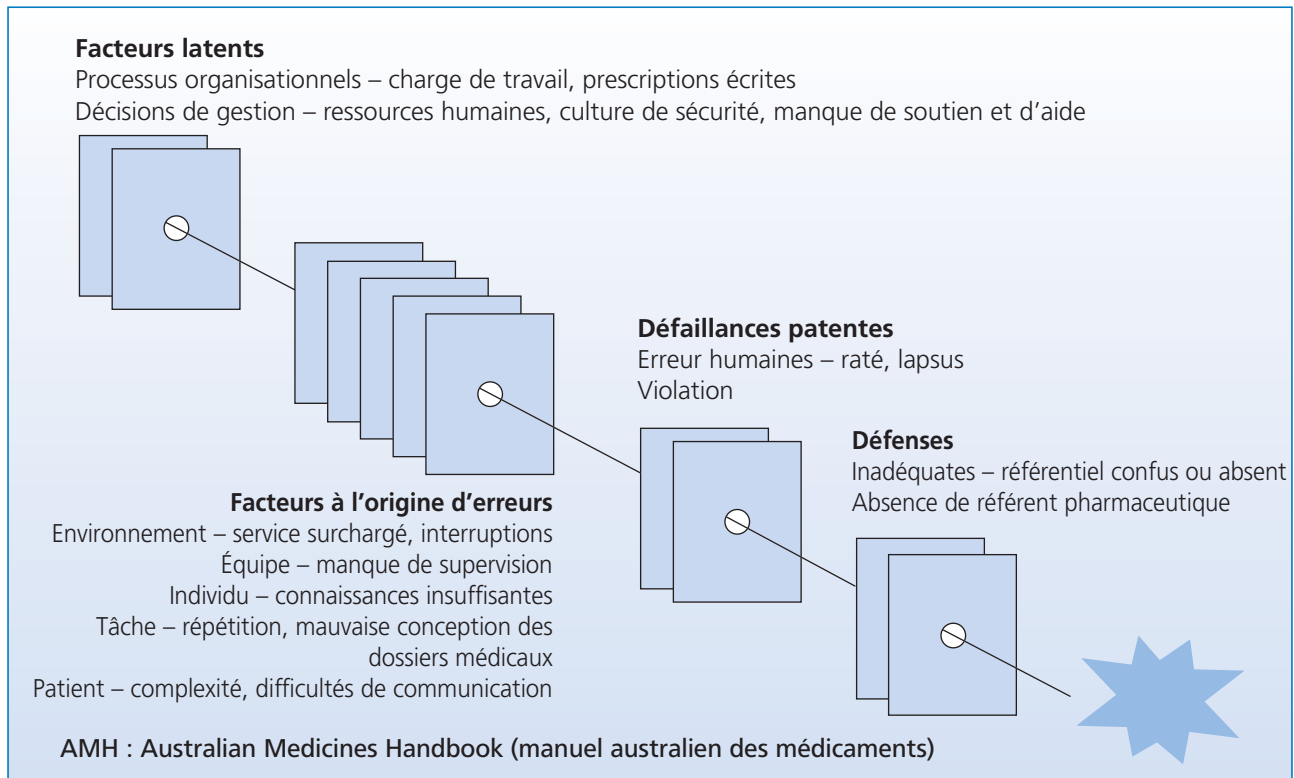 Facteurs latents
Processus organisationnels – charge de travail, prescriptions écrites
Décisions de gestion – ressources humaines, culture de sécurité, manque de soutien et d’aide
Défaillances patentes
Erreur humaines – raté, lapsus
Violation
Défenses
Inadéquates – référentiel confus ou absent
Absence de référent pharmaceutique
Facteurs à l’origine d’erreurs
Environnement – service surchargé, interruptions
Équipe – manque de supervision
Individu – connaissances insuffisantes
Tâche – répétition, mauvaise conception des
dossiers médicaux
Patient – complexité, difficultés de communication
AMH : Australian Medicines Handbook (manuel australien des médicaments)